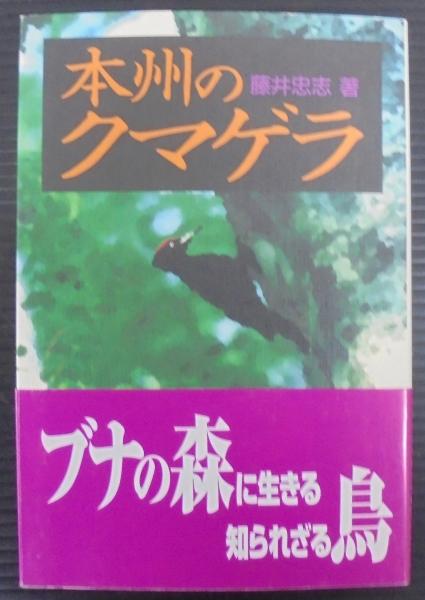 本州の
藤井忠志 著
クマゲラ
ブナの森に生きる
知られざる鳥